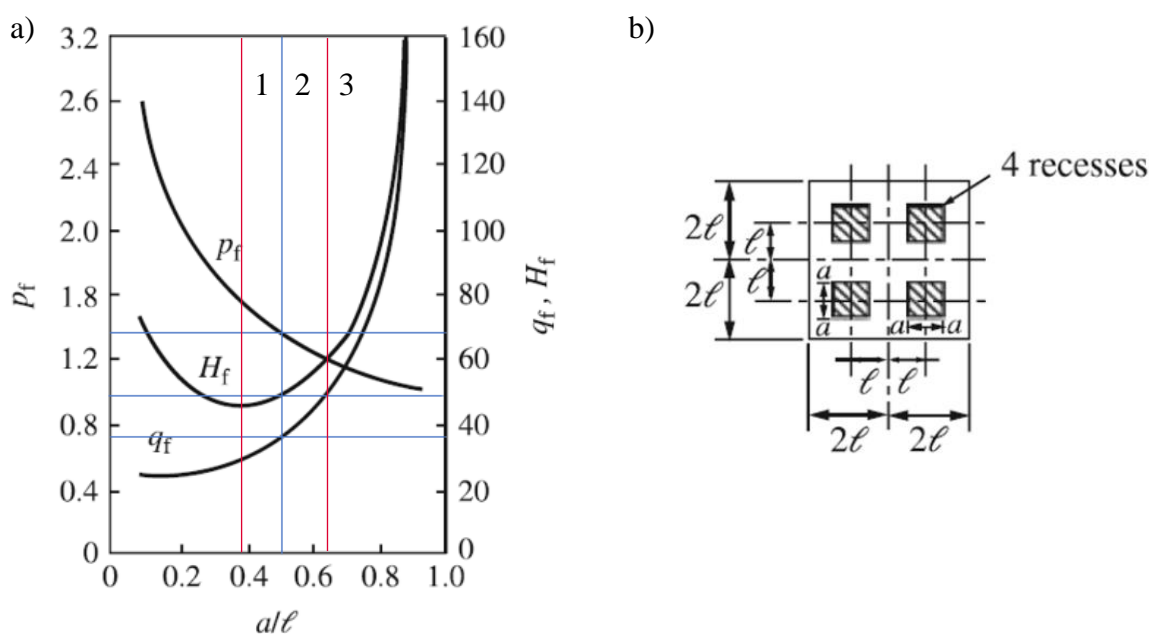 a)
b)
3.2
2.6
2.4
2.0
1.8
1.2
0.8
0.4
0
p_f
160
140
120
100
80
60
40
20
0
q_f , H_f
1 2 3
p_f
H_f
q_f
0 0.2 0.4 0.6 0.8 1.0
a/ℓ
4 recesses
2ℓ
2ℓ
ℓ
ℓ
a
a
a a
ℓ ℓ
2ℓ 2ℓ